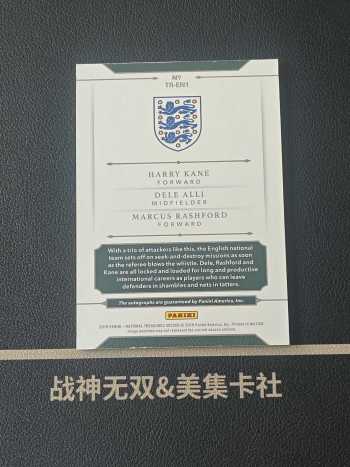 №
TR-EN1
HARRY KANE
FORWARD
DELE ALLI
MIDFIELDER
MARCUS RASHFORD
FORWARD
With a trio of attackers like this, the English national
team sets off on seek-and-destroy missions as soon
as the referee blows the whistle. Dele, Rashford and
Kane are all locked and loaded for long and productive
international careers as players who can leave
defenders in shambles and nets in tatters.
The autographs are guaranteed by Panini America, Inc.
PANINI
战神无双&美集卡社